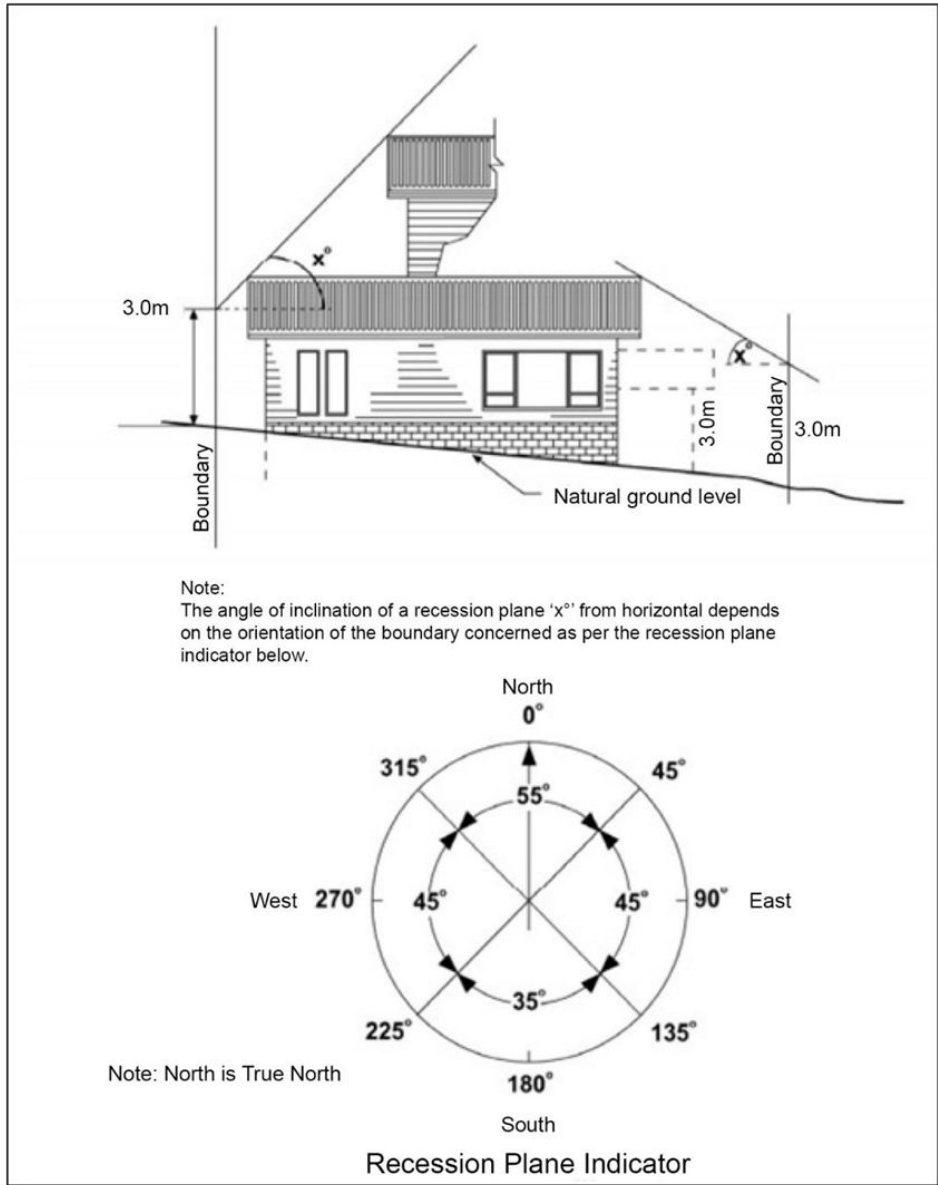 x°
3.0m
x°
3.0m
Boundary
3.0m
Boundary
Natural ground level
Note:
The angle of inclination of a recession plane ‘x°’ from horizontal depends
on the orientation of the boundary concerned as per the recession plane
indicator below.
North
0°
315°
45°
55°
West 270°
45°
45°
90° East
35°
225°
135°
Note: North is True North
180°
South
Recession Plane Indicator